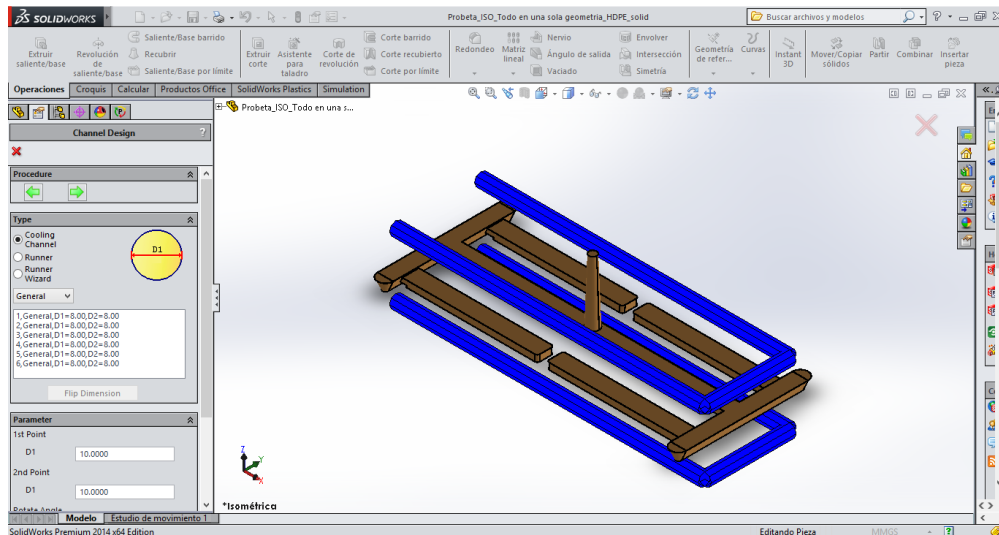 SOLIDWORKS
Probeta_ISO_Todo en una sola geometria_HDPE_solid
Buscar archivos y modelos
Extruir saliente/base
Revolución de saliente/base
Saliente/Base barrido
Recubrir
Saliente/Base por límite
Extruir corte
Asistente para taladro
Corte de revolución
Corte barrido
Corte recubierto
Corte por límite
Redondeo
Matriz lineal
Nervio
Ángulo de salida
Vaciado
Envolver
Intersección
Simetría
Geometría de refer...
Curvas
Instant 3D
Mover/Copiar sólidos
Partir
Combinar
Insertar pieza
Operaciones
Croquis
Calcular
Productos Office
SolidWorks Plastics
Simulation
Probeta_ISO_Todo en una s...
Channel Design
?
Procedure
Type
Cooling Channel
Runner
Runner Wizard
D1
General
1,General,D1=8.00,D2=8.00
2,General,D1=8.00,D2=8.00
3,General,D1=8.00,D2=8.00
4,General,D1=8.00,D2=8.00
5,General,D1=8.00,D2=8.00
6,General,D1=8.00,D2=8.00
Flip Dimension
Parameter
1st Point
D1
10.0000
2nd Point
D1
10.0000
Rotate Angle
Z
Y
X
*Isométrica
Modelo
Estudio de movimiento 1
SolidWorks Premium 2014 x64 Edition
Editando Pieza
MMGS